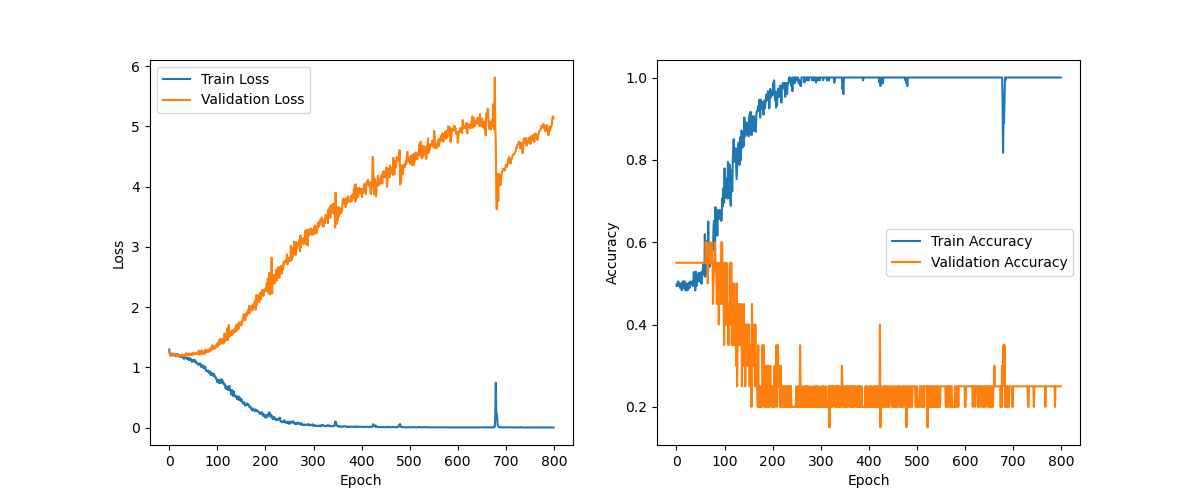 6
5
4
3
2
1
0
Loss
Train Loss
Validation Loss
0 100 200 300 400 500 600 700 800
Epoch
1.0
0.8
0.6
0.4
0.2
Accuracy
Train Accuracy
Validation Accuracy
0 100 200 300 400 500 600 700 800
Epoch